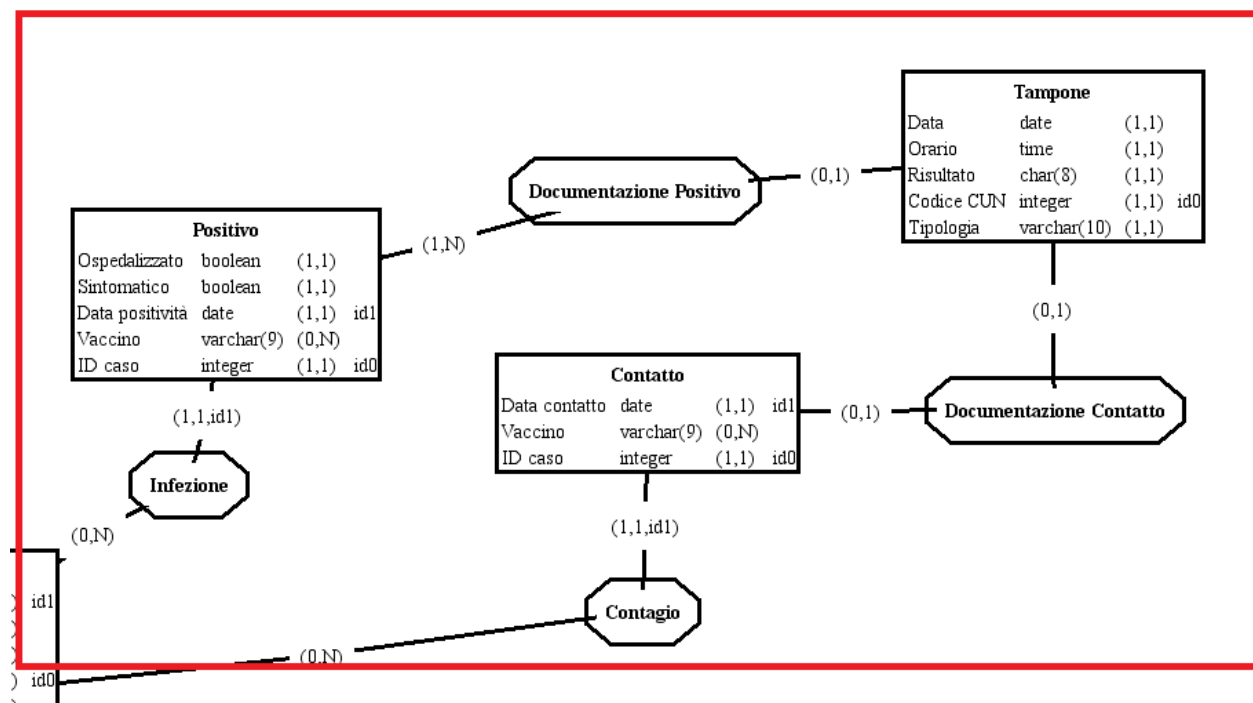 Tampone
Data date (1,1)
Orario time (1,1)
Risultato char(8) (1,1)
Codice CUN integer (1,1) id0
Tipologia varchar(10) (1,1)
(0,1)
Documentazione Positivo
(1,N)
Positivo
Ospedalizzato boolean (1,1)
Sintomatico boolean (1,1)
Data positività date (1,1) id1
Vaccino varchar(9) (0,N)
ID caso integer (1,1) id0
(0,1)
Contatto
Data contatto date (1,1) id1
Vaccino varchar(9) (0,N)
ID caso integer (1,1) id0
(0,1)
Documentazione Contatto
(1,1,id1)
Infezione
(0,N)
(1,1,id1)
Contagio
(0,N)
) id1
)
)
) id0
)